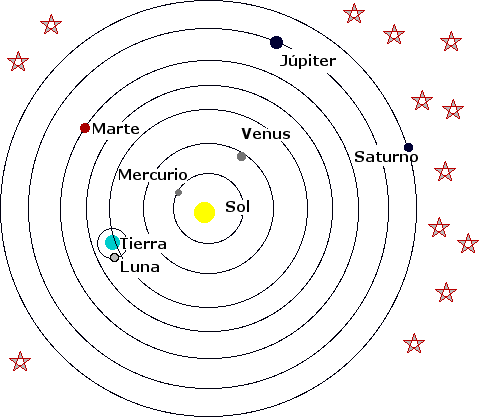 Júpiter
Marte
Venus
Saturno
Mercurio
Sol
Tierra
Luna